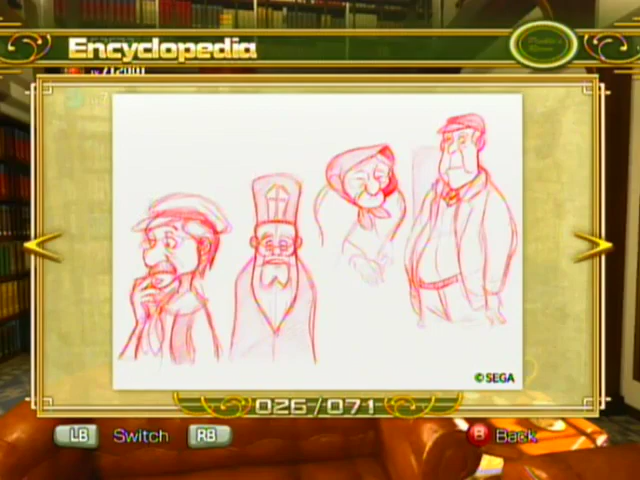 Encyclopedia
© SEGA
026/071
LB Switch RB
B Back